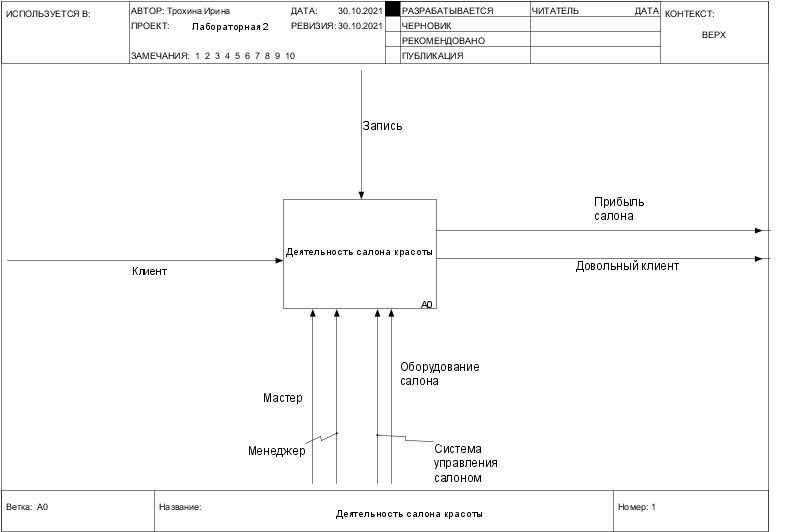 ИСПОЛЬЗУЕТСЯ В:
АВТОР: Трохина Ирина
ДАТА: 30.10.2021
ПРОЕКТ: Лабораторная 2
РЕВИЗИЯ: 30.10.2021
ЗАМЕЧАНИЯ: 1 2 3 4 5 6 7 8 9 10
РАЗРАБАТЫВАЕТСЯ
ЧЕРНОВИК
РЕКОМЕНДОВАНО
ПУБЛИКАЦИЯ
ЧИТАТЕЛЬ ДАТА
КОНТЕКСТ:
ВЕРХ
Запись
Прибыль
салона
Деятельность салона красоты
Клиент
Довольный клиент
A0
Оборудование
салона
Мастер
Менеджер
Система
управления
салоном
Ветка: A0
Название:
Деятельность салона красоты
Номер: 1